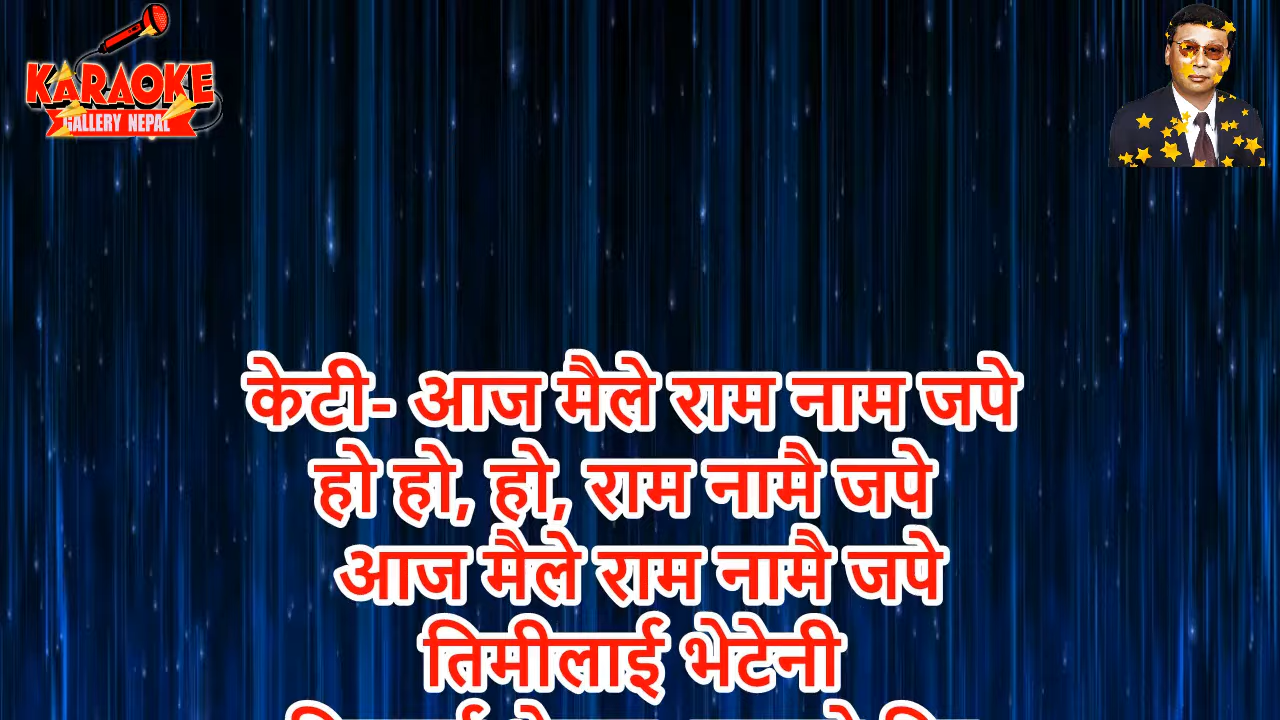 KARAOKE
GALLERY NEPAL
केटी- आज मैले राम नाम जपे
हो हो, हो, राम नामै जपे
आज मैले राम नामै जपे
तिमीलाई भेटेनी